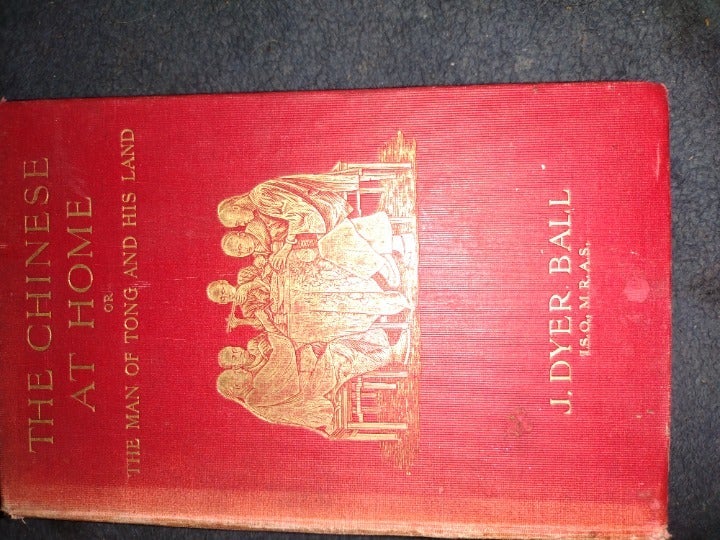 THE CHINESE
AT HOME
OR
THE MAN OF TONG AND HIS LAND
J. DYER BALL
I.S.O., M.R.A.S.